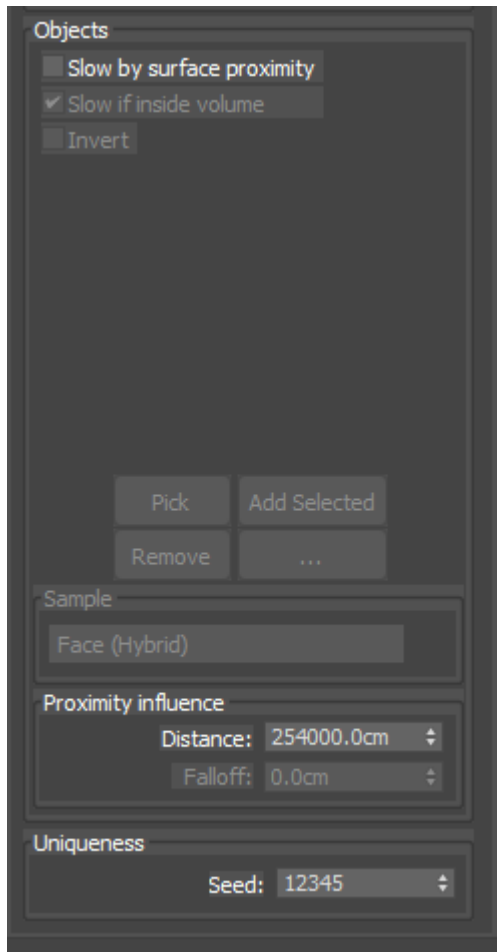 Objects
Slow by surface proximity
Slow if inside volume
Invert
Pick Add Selected
Remove ...
Sample
Face (Hybrid)
Proximity influence
Distance: 254000.0cm
Falloff: 0.0cm
Uniqueness
Seed: 12345